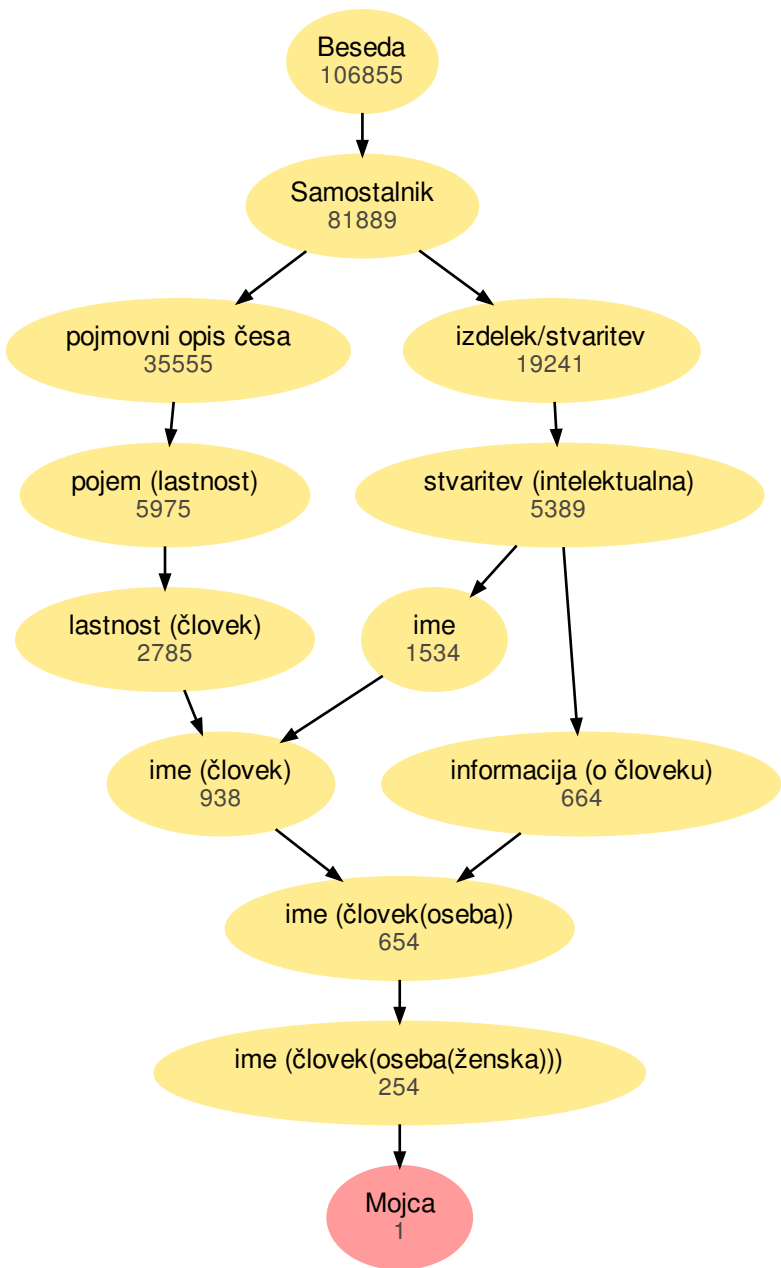 Beseda
106855
Samostalnik
81889
pojmovni opis česa
35555
izdelek/stvaritev
19241
pojem (lastnost)
5975
stvaritev (intelektualna)
5389
lastnost (človek)
2785
ime
1534
ime (človek)
938
informacija (o človeku)
664
ime (človek(oseba))
654
ime (človek(oseba(ženska)))
254
Mojca
1